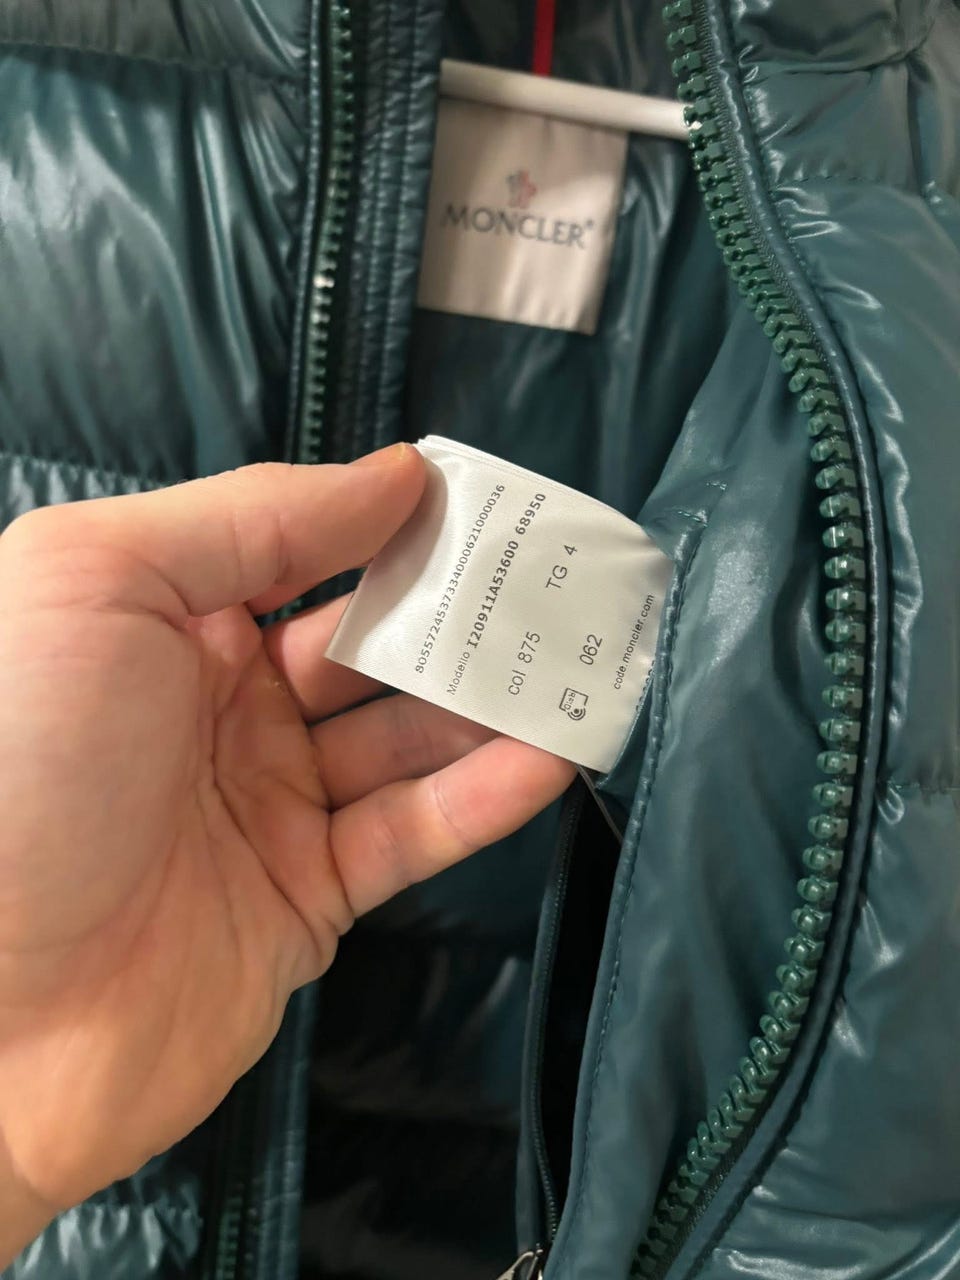 MONCLER
8055724537334000621000036
Modello I20911A53600 68950
COl 875 TG 4
062
code.moncler.com